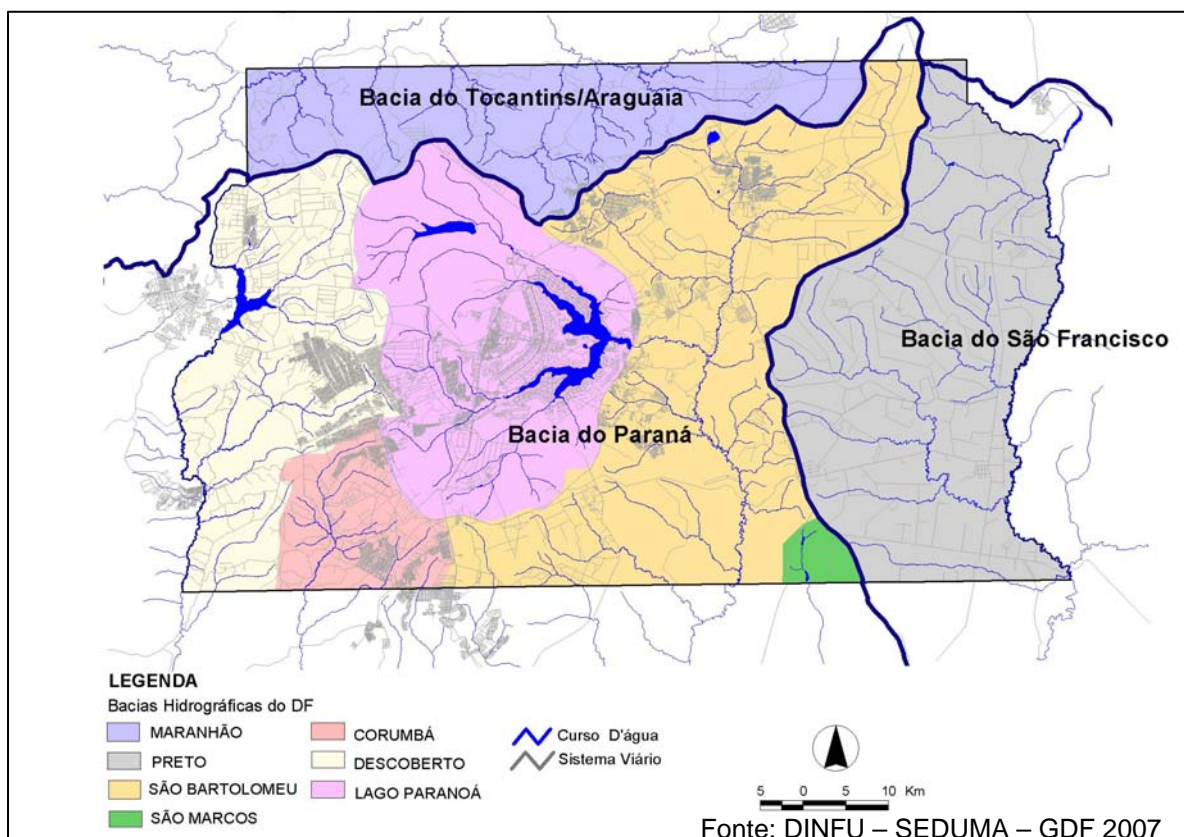 Bacia do Tocantins/Araguaia
Bacia do São Francisco
Bacia do Paraná
LEGENDA
Bacias Hidrográficas do DF
MARANHÃO
PRETO
SÃO BARTOLOMEU
SÃO MARCOS
CORUMBÁ
DESCOBERTO
LAGO PARANOÁ
Curso D'água
Sistema Viário
5 0 5 10 Km
Fonte: DINFU – SEDUMA – GDF 2007